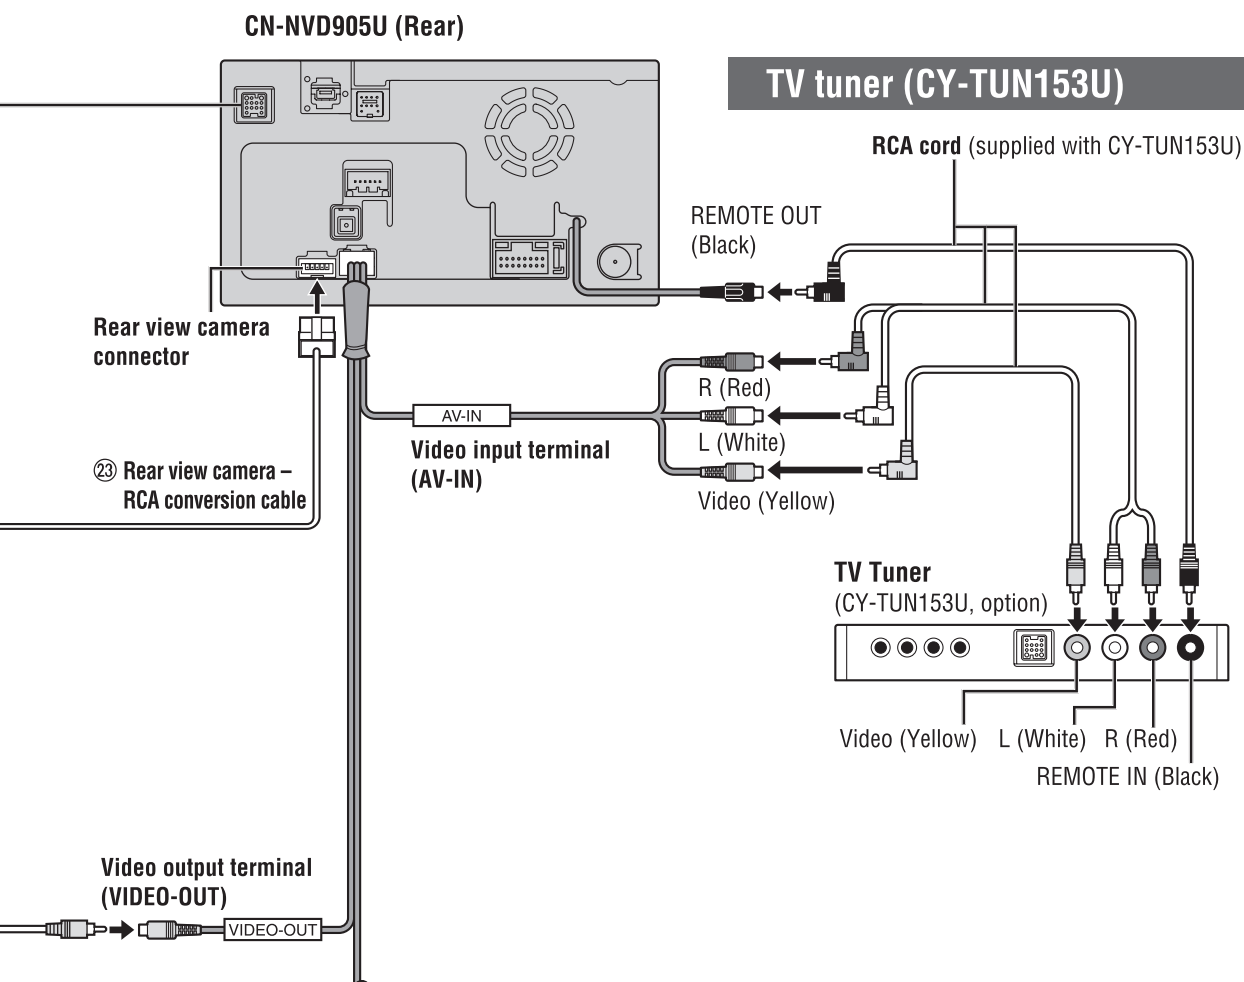 CN-NVD905U (Rear)
TV tuner (CY-TUN153U)
RCA cord (supplied with CY-TUN153U)
REMOTE OUT
(Black)
Rear view camera
connector
R (Red)
AV-IN
L (White)
Video input terminal
(AV-IN)
Video (Yellow)
㉓ Rear view camera –
RCA conversion cable
TV Tuner
(CY-TUN153U, option)
Video (Yellow)
L (White)
R (Red)
REMOTE IN (Black)
Video output terminal
(VIDEO-OUT)
VIDEO-OUT